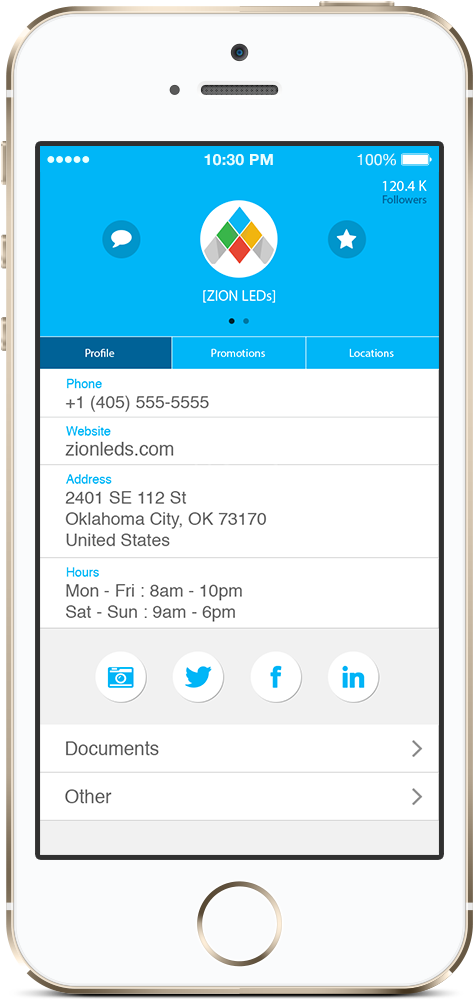 10:30 PM
100%
120.4 K
Followers
[ZION LEDs]
Profile
Promotions
Locations
Phone
+1 (405) 555-5555
Website
zionleds.com
Address
2401 SE 112 St
Oklahoma City, OK 73170
United States
Hours
Mon - Fri : 8am - 10pm
Sat - Sun : 9am - 6pm
Documents
Other